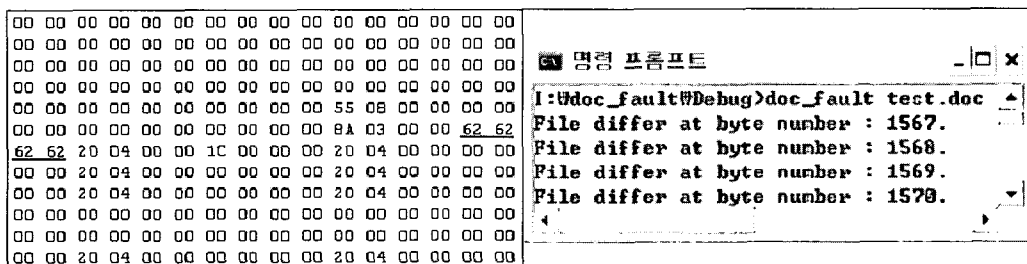 00 00 00 00 00 00 00 00 00 00 00 00 00 00 00 00
00 00 00 00 00 00 00 00 00 00 00 00 00 00 00 00
00 00 00 00 00 00 00 00 00 00 00 00 00 00 00 00
00 00 00 00 00 00 00 00 00 00 00 00 00 00 00 00
00 00 00 00 00 00 00 00 00 00 55 08 00 00 00 00
00 00 00 00 00 00 00 00 00 00 8A 03 00 00 62 62
62 62 20 04 00 00 1C 00 00 00 20 04 00 00 00 00
00 00 20 04 00 00 00 00 00 00 20 04 00 00 00 00
00 00 20 04 00 00 00 00 00 00 20 04 00 00 00 00
00 00 00 00 00 00 00 00 00 00 00 00 00 00 00 00
00 00 00 00 00 00 00 00 00 00 00 00 00 00 00 00
00 00 20 04 00 00 00 00 00 00 20 04 00 00 00 00
명령 프롬프트
I:₩doc_fault₩Debug>doc_fault test.doc
File differ at byte number : 1567.
File differ at byte number : 1568.
File differ at byte number : 1569.
File differ at byte number : 1570.